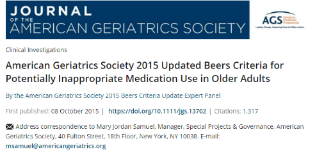 JOURNAL
OF THE
AMERICAN GERIATRICS SOCIETY
AGS
Clinical Investigations
American Geriatrics Society 2015 Updated Beers Criteria for
Potentially Inappropriate Medication Use in Older Adults
By the American Geriatrics Society 2015 Beers Criteria Update Expert Panel
First published: 08 October 2015 | https://doi.org/10.1111/jgs.13702 | Citations: 1,317
Address correspondence to Mary Jordan Samuel, Manager, Special Projects & Governance, American
Geriatrics Society, 40 Fulton Street, 18th Floor, New York, NY 10038. E-mail:
msamuel@americangeriatrics.org